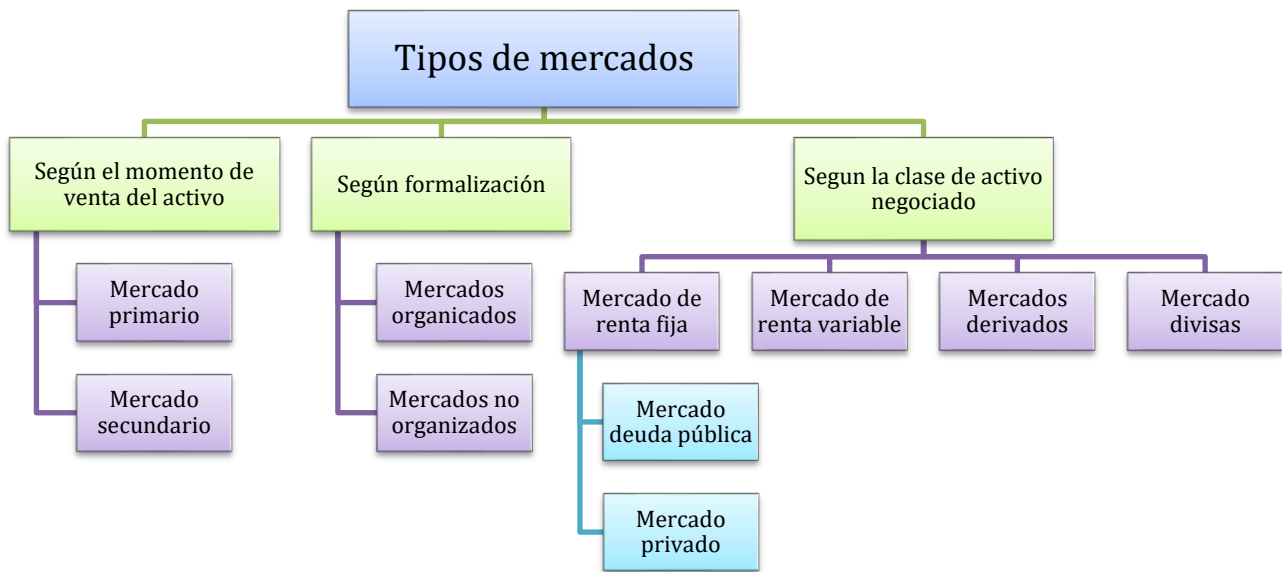 Tipos de mercados
Según el momento de
venta del activo
Mercado
primario
Mercado
secundario
Según formalización
Mercados
organicados
Mercados no
organizados
Segun la clase de activo
negociado
Mercado de
renta fija
Mercado
deuda pública
Mercado
privado
Mercado de
renta variable
Mercados
derivados
Mercado
divisas